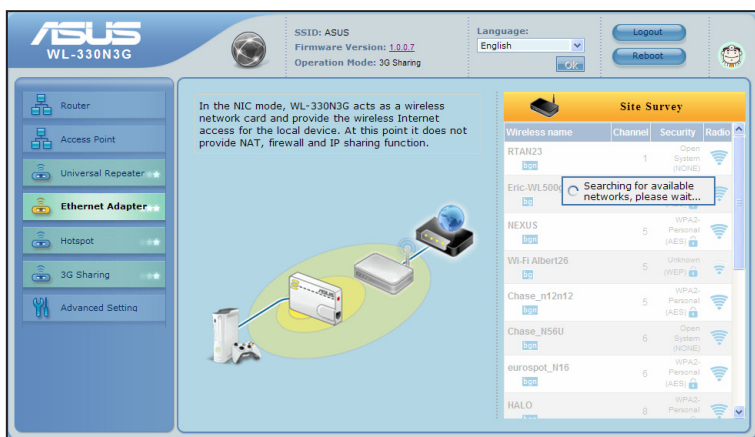 ASUS
WL-330N3G
SSID: ASUS
Firmware Version: 1.0.0.7
Operation Mode: 3G Sharing
Language:
English
Ok
Logout
Reboot
Router
Access Point
Universal Repeater
Ethernet Adapter
Hotspot
3G Sharing
Advanced Setting
In the NIC mode, WL-330N3G acts as a wireless
network card and provide the wireless Internet
access for the local device. At this point it does not
provide NAT, firewall and IP sharing function.
ASUS
Site Survey
Wireless name Channel Security Radio
RTAN23
bgn
1
Open
System
(NONE)
Eric-WL500g
bg
Searching for available
networks, please wait...
NEXUS
bgn
5
WPA2-
Personal
(AES)
Wi-Fi Albert26
bg
5
Unknown
(WEP)
Chase_n12n12
bgn
5
WPA2-
Personal
(AES)
Chase_N56U
bgn
6
Open
System
(NONE)
eurospot_N16
bgn
6
WPA2-
Personal
(AES)
HALO
bgn
8
WPA2-
Personal